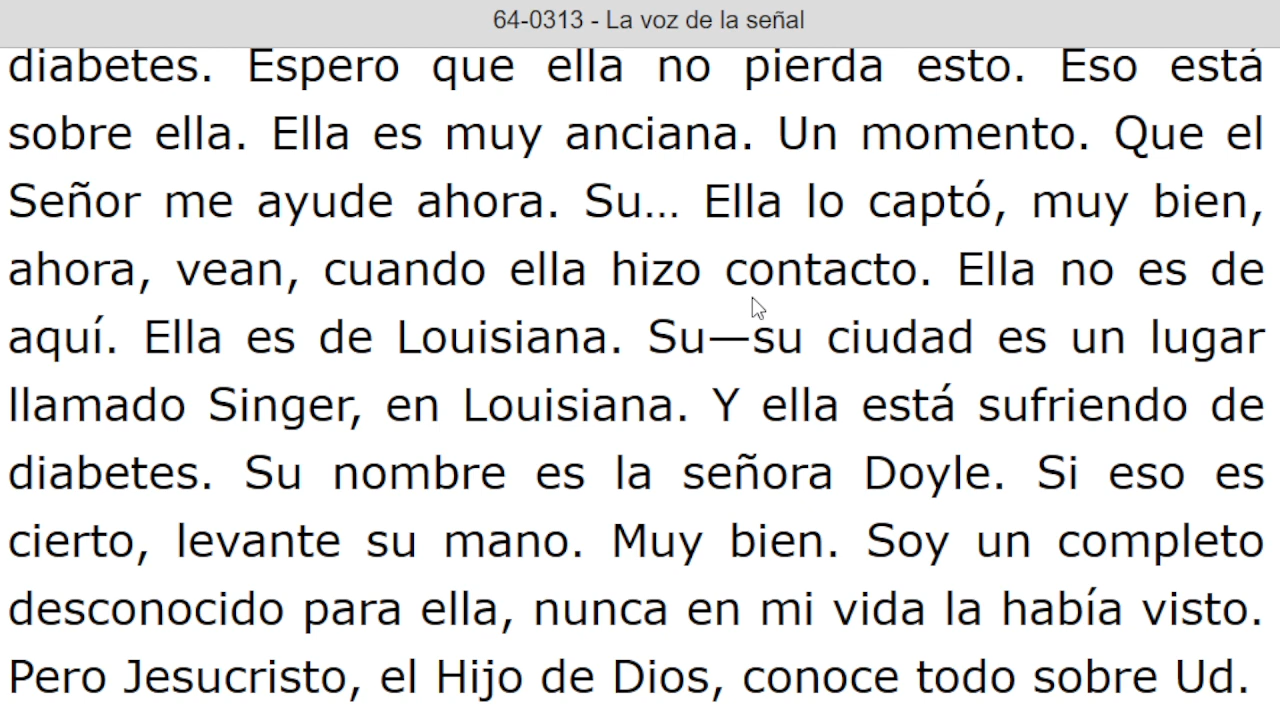 64-0313 - La voz de la señal
diabetes. Espero que ella no pierda esto. Eso está
sobre ella. Ella es muy anciana. Un momento. Que el
Señor me ayude ahora. Su... Ella lo captó, muy bien,
ahora, vean, cuando ella hizo contacto. Ella no es de
aquí. Ella es de Louisiana. Su—su ciudad es un lugar
llamado Singer, en Louisiana. Y ella está sufriendo de
diabetes. Su nombre es la señora Doyle. Si eso es
cierto, levante su mano. Muy bien. Soy un completo
desconocido para ella, nunca en mi vida la había visto.
Pero Jesucristo, el Hijo de Dios, conoce todo sobre Ud.